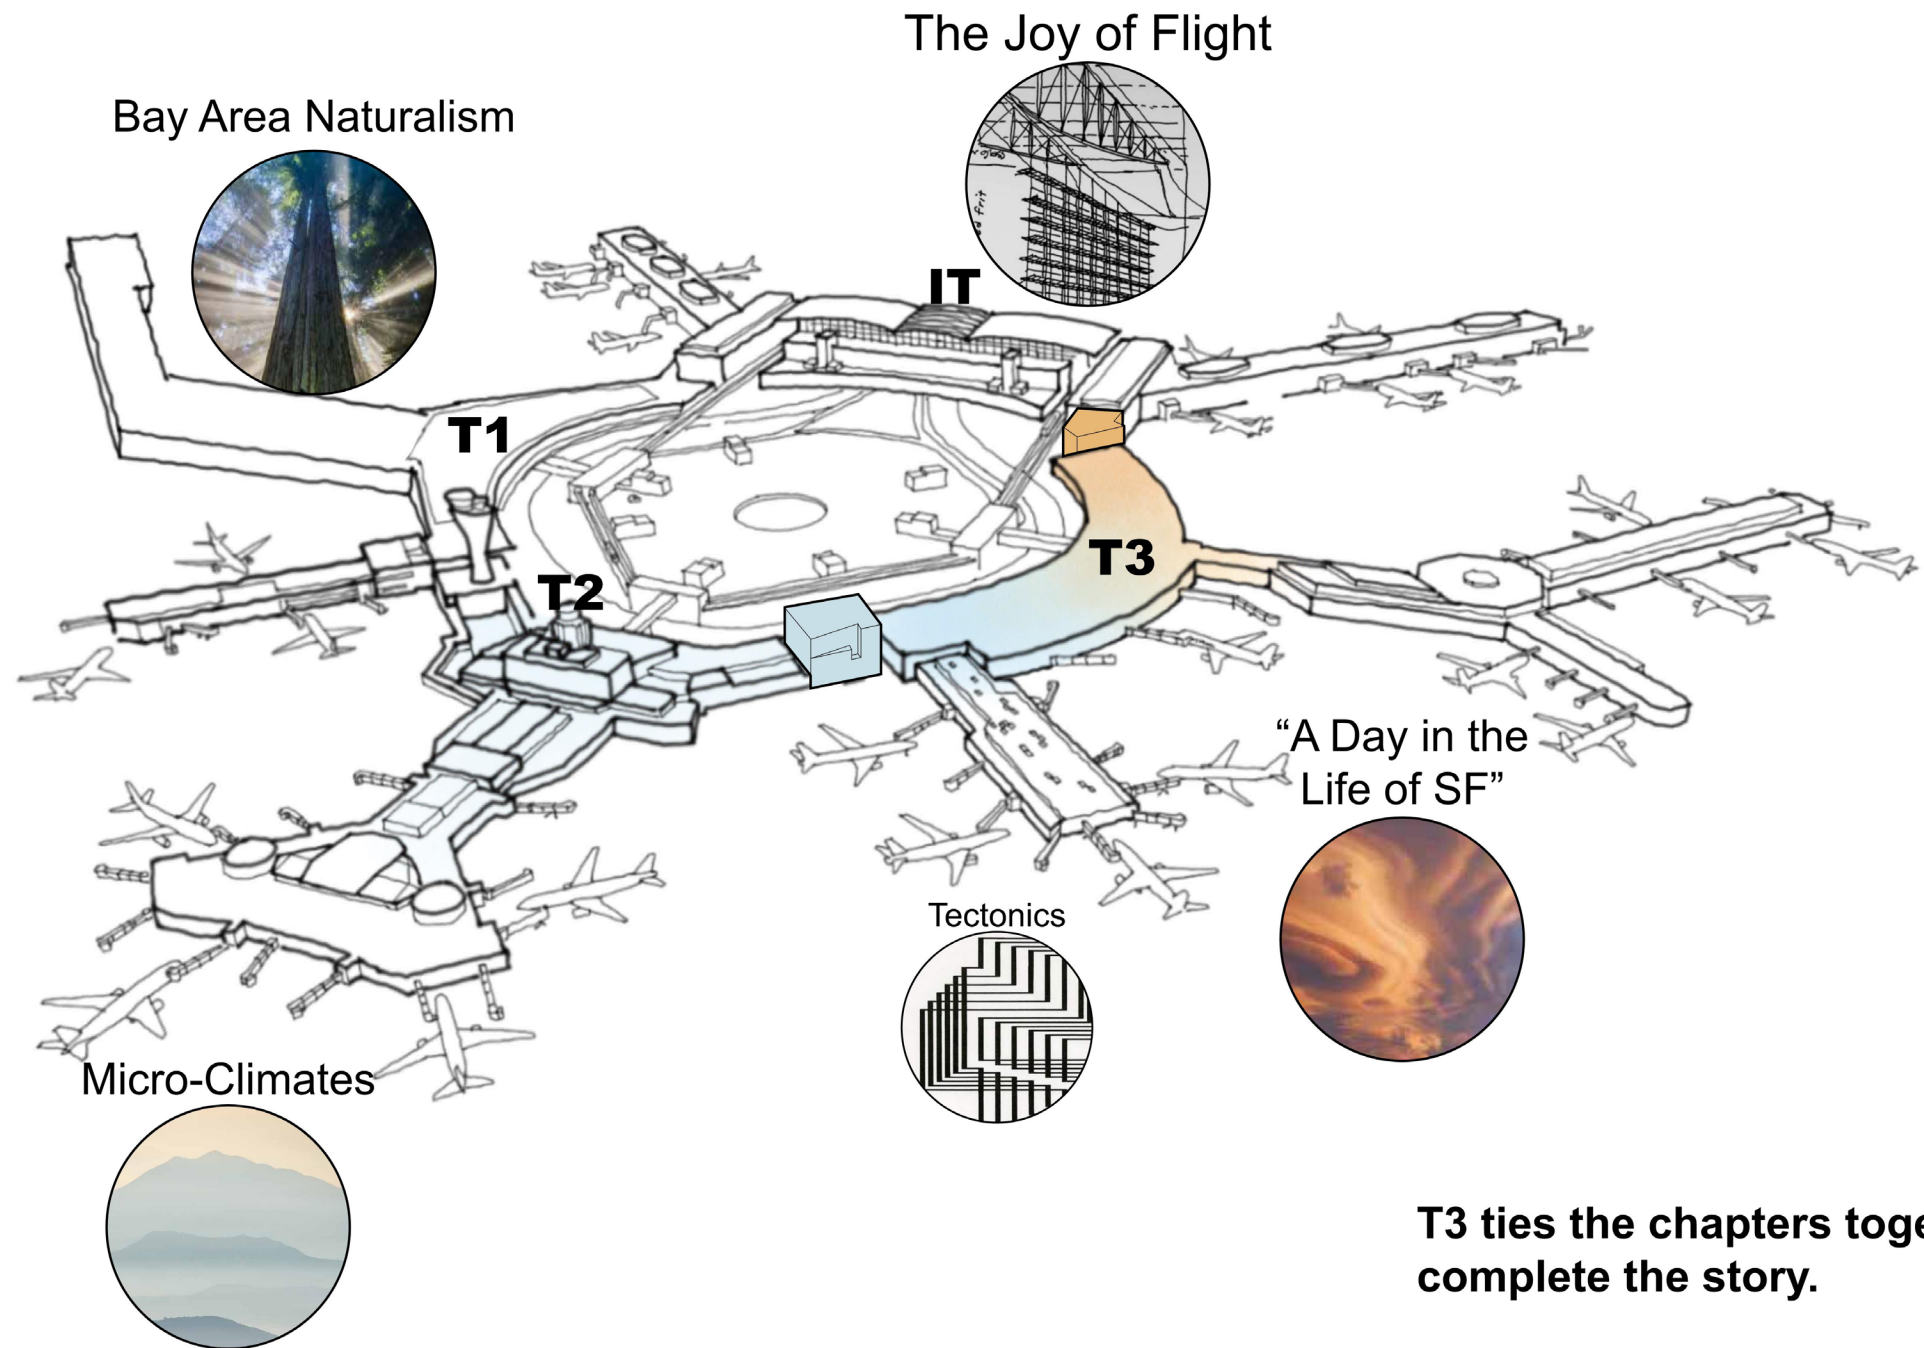 The Joy of Flight
Bay Area Naturalism
IT
T1
T3
T2
“A Day in the
Life of SF”
Tectonics
Micro-Climates
T3 ties the chapters
complete the story.
frit